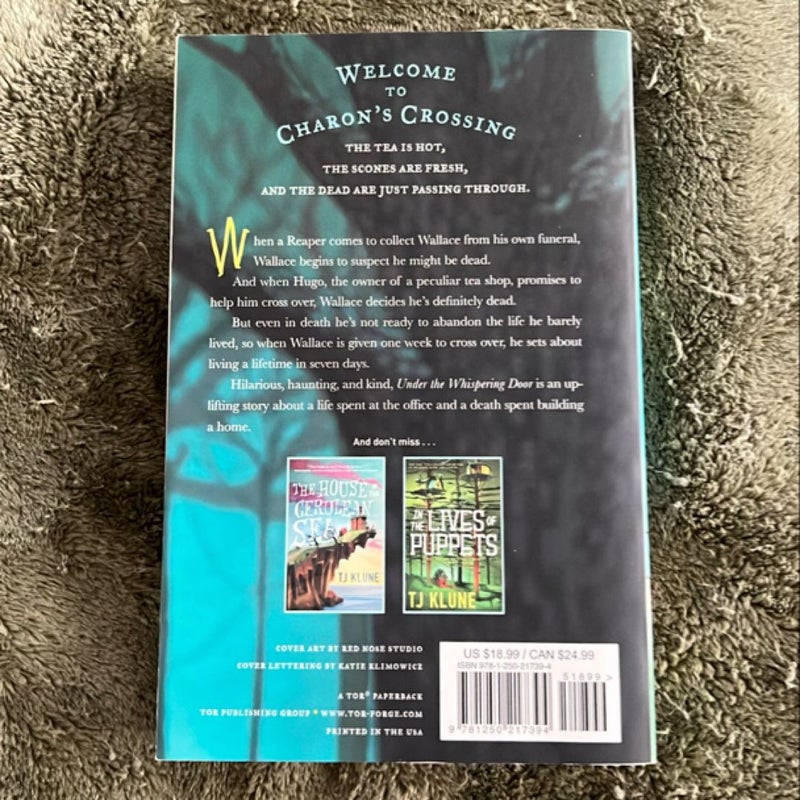 WELCOME
TO
CHARON'S CROSSING
THE TEA IS HOT,
THE SCONES ARE FRESH,
AND THE DEAD ARE JUST PASSING THROUGH.
When a Reaper comes to collect Wallace from his own funeral,
Wallace begins to suspect he might be dead.
And when Hugo, the owner of a peculiar tea shop, promises to
help him cross over, Wallace decides he's definitely dead.
But even in death he's not ready to abandon the life he barely
lived, so when Wallace is given one week to cross over, he sets about
living a lifetime in seven days.
Hilarious, haunting, and kind, Under the Whispering Door is an up-
lifting story about a life spent at the office and a death spent building
a home.
And don't miss . . .
THE HOUSE IN THE
CERULEAN
SEA
TJ KLUNE
IN THE LIVES OF
PUPPETS
TJ KLUNE
COVER ART BY RED NOSE STUDIO
COVER LETTERING BY KATIE KLIMOWICZ
A TOR® PAPERBACK
TOR PUBLISHING GROUP • WWW.TOR-FORGE.COM
PRINTED IN THE USA
US $18.99 / CAN $24.99
ISBN 978-1-250-21739-4
51899>
9 781250 217394